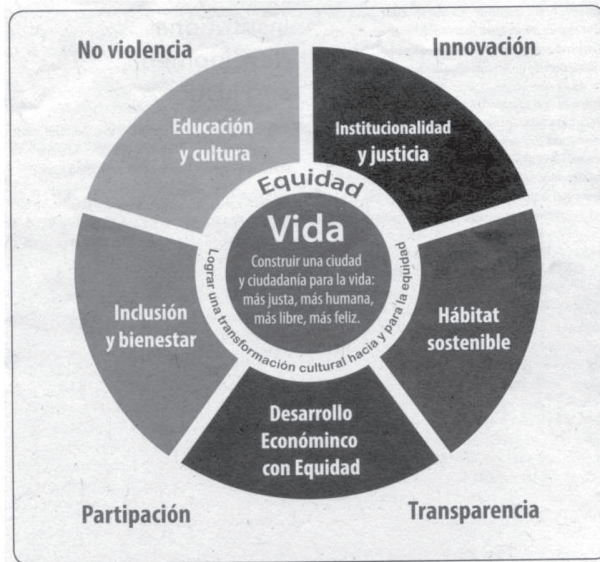 No violencia
Innovación
Educación
y cultura
Institucionalidad
y justicia
Equidad
Vida
Construir una ciudad
y ciudadanía para la vida:
más justa, más humana,
más libre, más feliz.
Lograr una transformación cultural hacia y para la equidad
Inclusión
y bienestar
Hábitat
sostenible
Desarrollo
Económinco
con Equidad
Partipación
Transparencia